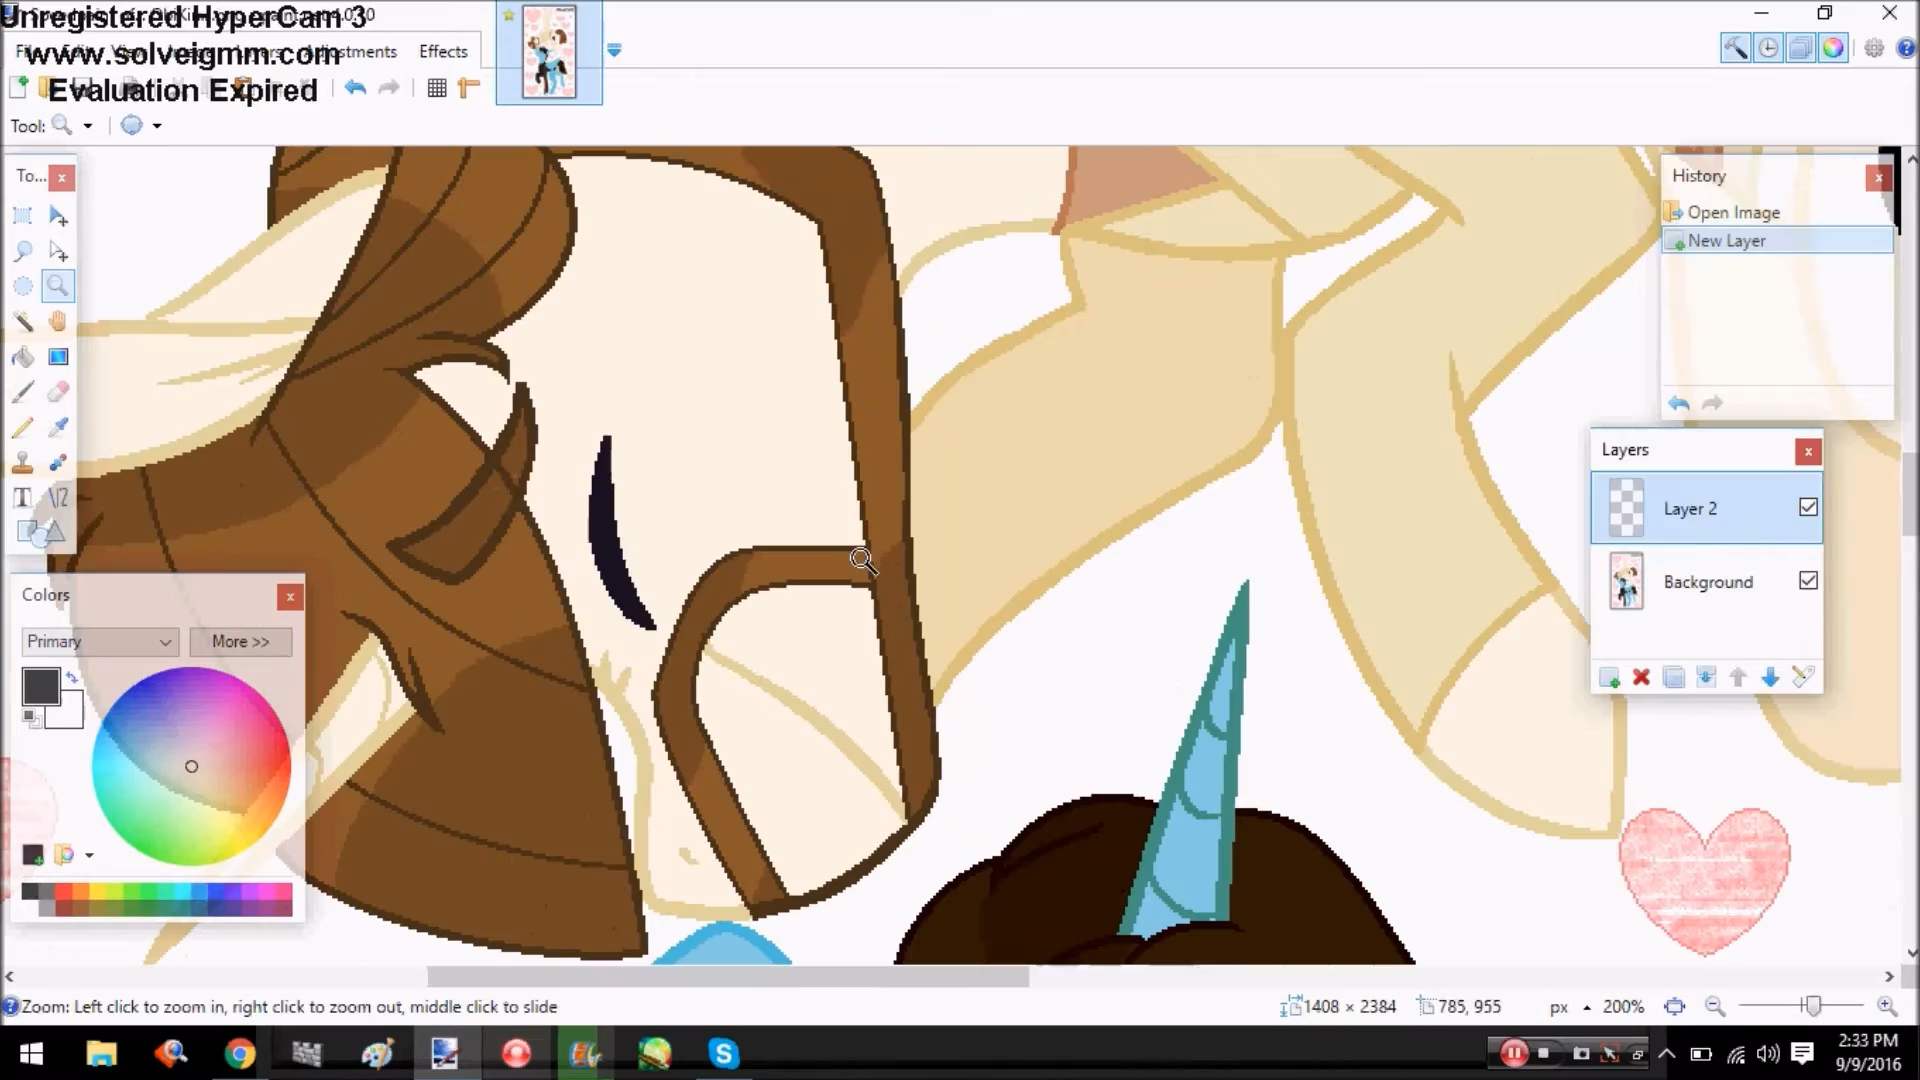 Unregistered HyperCam 3
www.solveigmm.com
Evaluation Expired
Adjustments
Effects
Tool:
To...
History
Open Image
New Layer
Layers
Layer 2
Background
Colors
Primary
More >>
Zoom: Left click to zoom in, right click to zoom out, middle click to slide
1408 × 2384
785, 955
px
200%
2:33 PM
9/9/2016